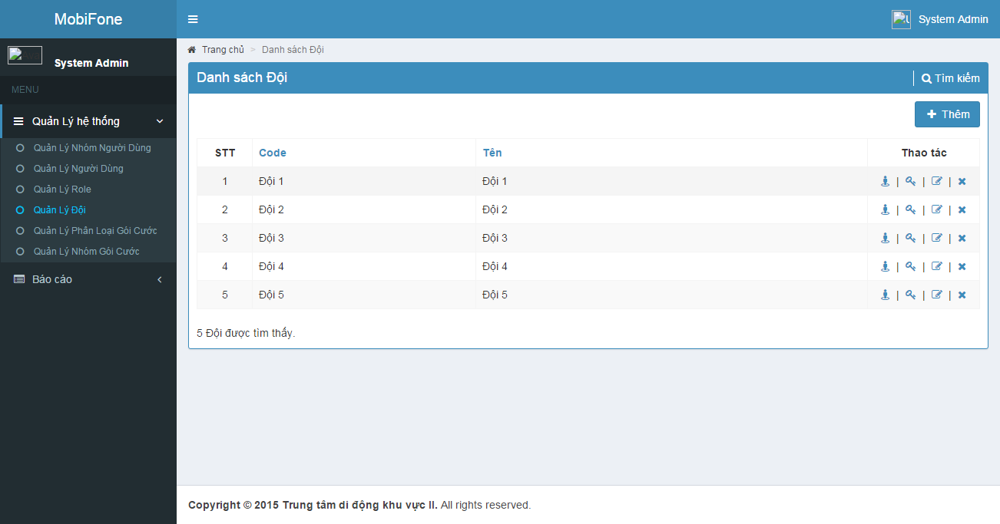 MobiFone
System Admin
System Admin
MENU
Quản Lý hệ thống
Quản Lý Nhóm Người Dùng
Quản Lý Người Dùng
Quản Lý Role
Quản Lý Đội
Quản Lý Phân Loại Gói Cước
Quản Lý Nhóm Gói Cước
Báo cáo
Trang chủ > Danh sách Đội
Danh sách Đội
Tìm kiếm
Thêm
STT Code Tên Thao tác
1 Đội 1 Đội 1 | | |
2 Đội 2 Đội 2 | | |
3 Đội 3 Đội 3 | | |
4 Đội 4 Đội 4 | | |
5 Đội 5 Đội 5 | | |
5 Đội được tìm thấy.
Copyright © 2015 Trung tâm di động khu vực II. All rights reserved.